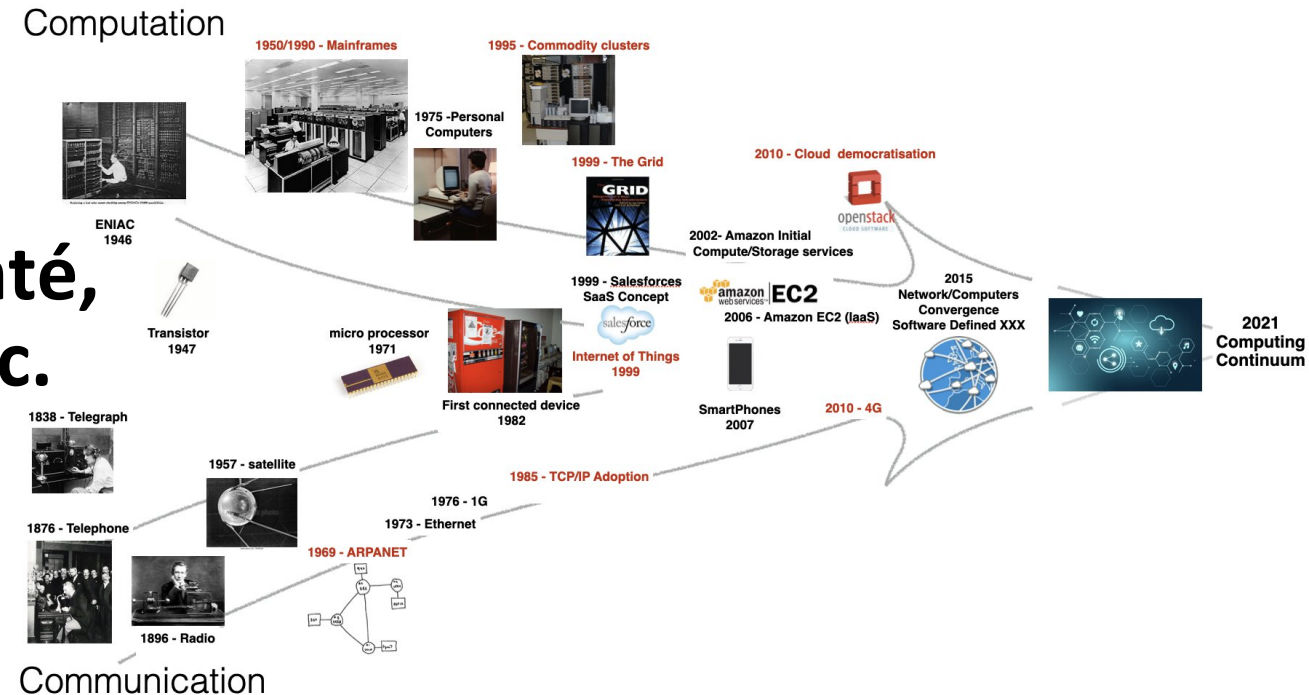 Computation
1950/1990 - Mainframes
1995 - Commodity clusters
1975 -Personal
Computers
1999 - The Grid
GRID
2010 - Cloud democratisation
openstack
CLOUD SOFTWARE
ENIAC
1946
até,
c.
Transistor
1947
micro processor
1971
First connected device
1982
1999 - Salesforces
SaaS Concept
salesforce
Internet of Things
1999
2002- Amazon Initial
Compute/Storage services
amazon
webservices™
EC2
2006 - Amazon EC2 (IaaS)
SmartPhones
2007
2015
Network/Computers
Convergence
Software Defined XXX
2010 - 4G
2021
Computing
Continuum
1838 - Telegraph
1957 - satellite
1985 - TCP/IP Adoption
1976 - 1G
1973 - Ethernet
1876 - Telephone
1969 - ARPANET
1896 - Radio
Communication